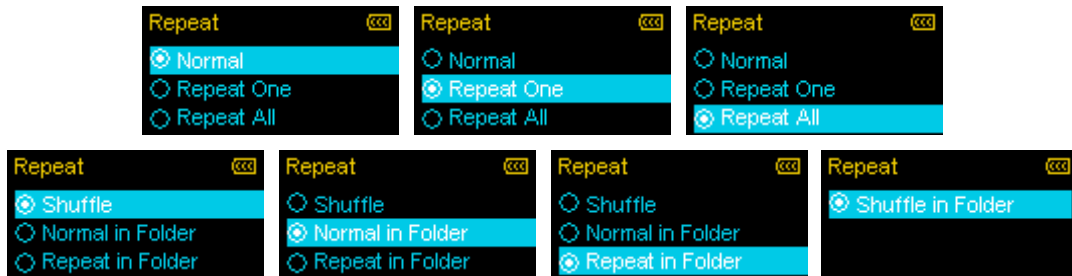 Repeat
Normal
Repeat One
Repeat All
Repeat
Normal
Repeat One
Repeat All
Repeat
Normal
Repeat One
Repeat All
Repeat
Shuffle
Normal in Folder
Repeat in Folder
Repeat
Shuffle
Normal in Folder
Repeat in Folder
Repeat
Shuffle
Normal in Folder
Repeat in Folder
Repeat
Shuffle in Folder